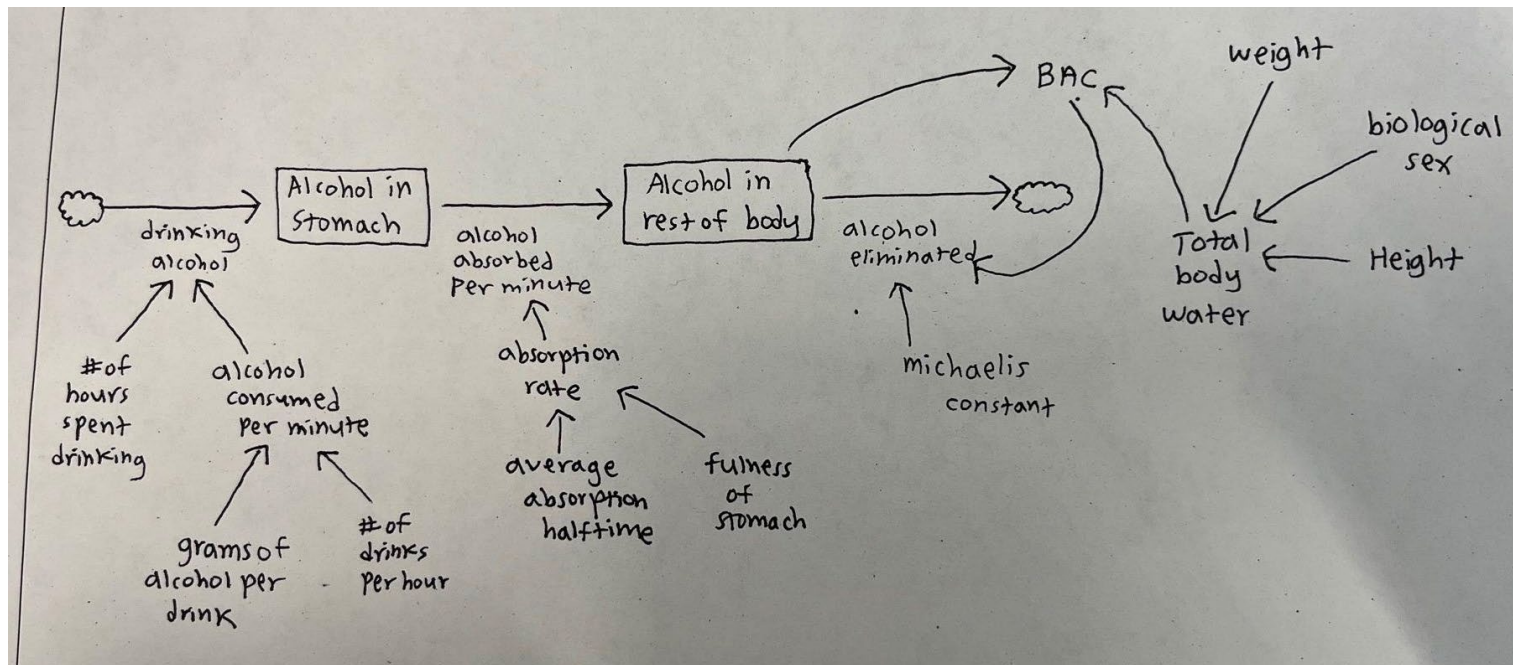 BAC
weight
biological
sex
Alcohol in
stomach
Alcohol in
rest of body
drinking
alcohol
alcohol
absorbed
per minute
alcohol
eliminated
Total
body
water
Height
#of
hours
spent
drinking
alcohol
consumed
per minute
absorption
rate
michaelis
constant
average
absorption
halftime
fulness
of
stomach
grams of
alcohol per
drink
#of
drinks
per hour